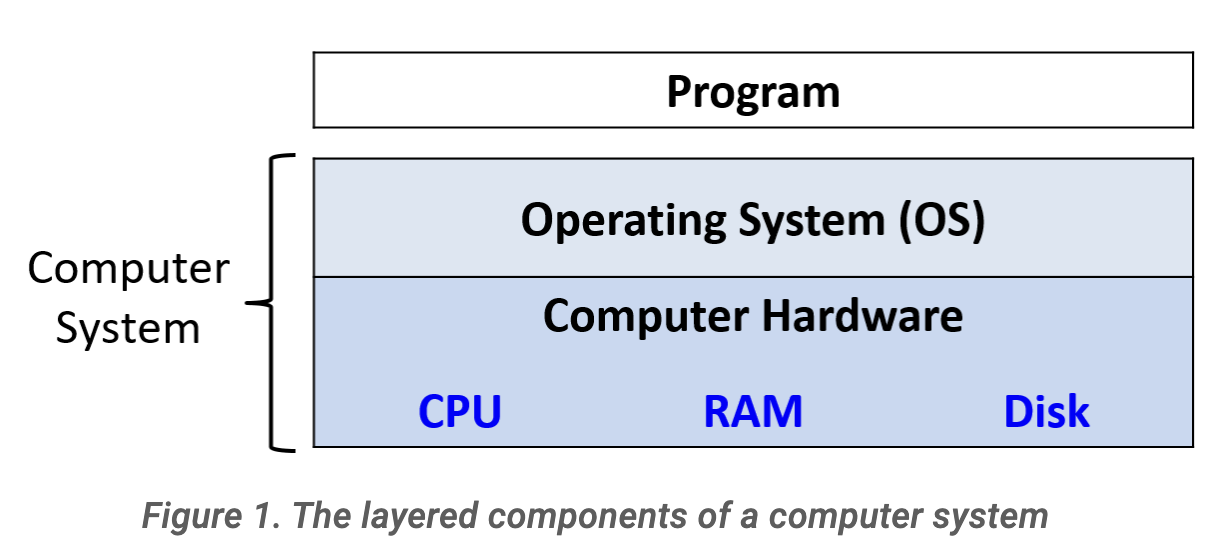 Program
Operating System (OS)
Computer
System
Computer Hardware
CPU RAM Disk
Figure 1. The layered components of a computer system